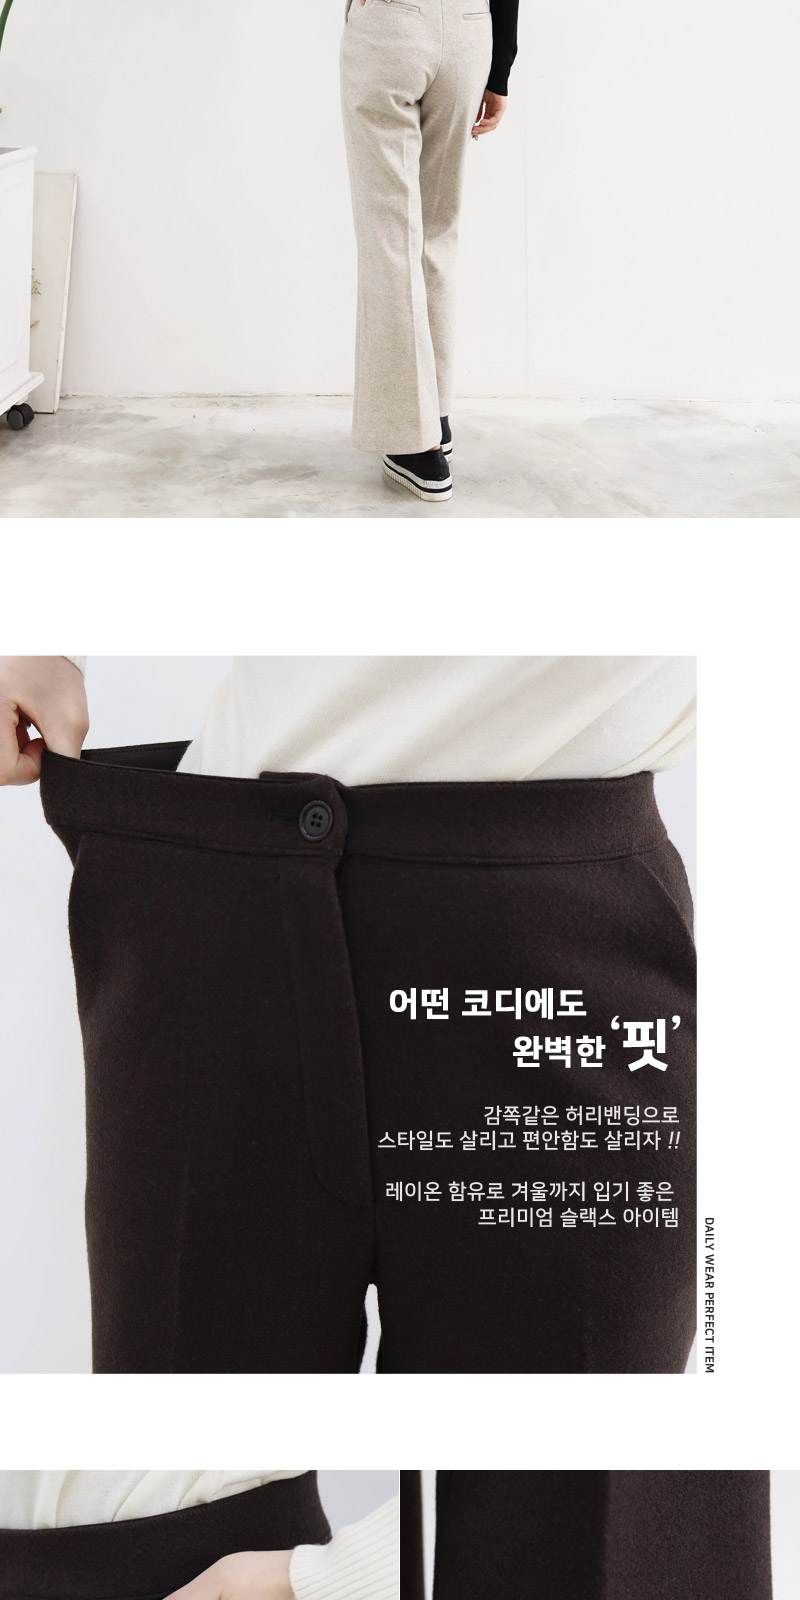 어떤 코디에도
완벽한 ‘핏’
감쪽같은 허리밴딩으로
스타일도 살리고 편안함도 살리자 !!
레이온 함유로 겨울까지 입기 좋은
프리미엄 슬랙스 아이템
DAILY WEAR PERFECT ITEM